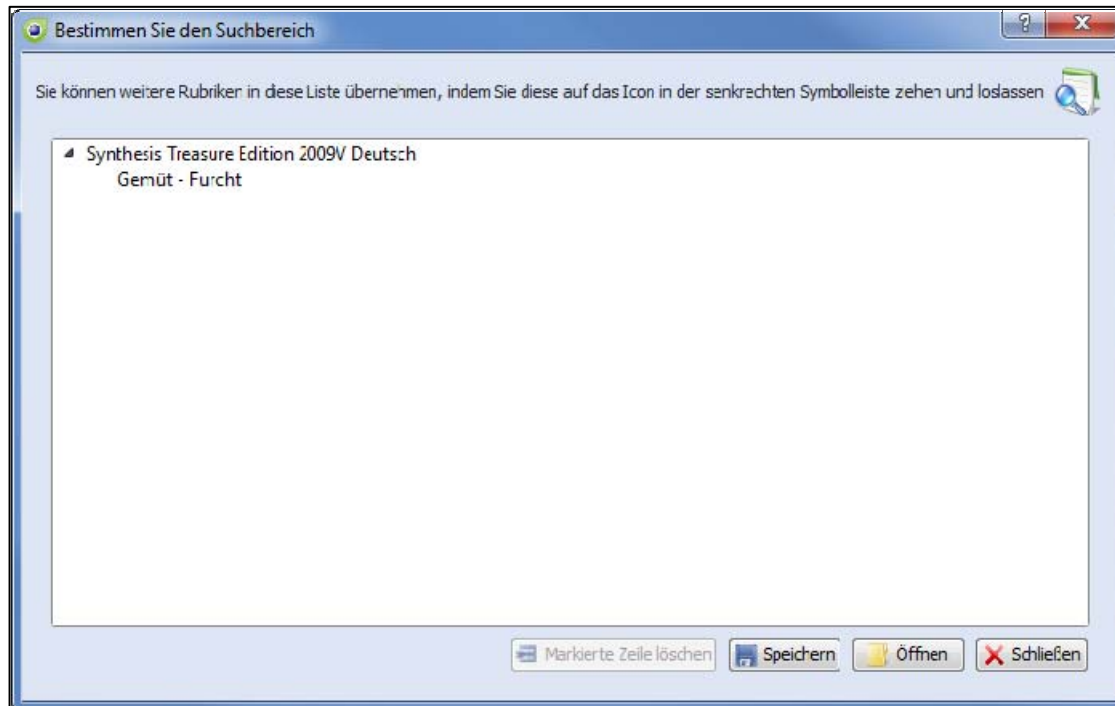 Bestimmen Sie den Suchbereich
Sie können weitere Rubriken in diese Liste übernehmen, indem Sie diese auf das Icon in der senkrechten Symbolleiste ziehen und loslassen
Synthesis Treasure Edition 2009V Deutsch
Gemüt - Furcht
Markierte Zeile löschen
Speichern
Öffnen
Schließen